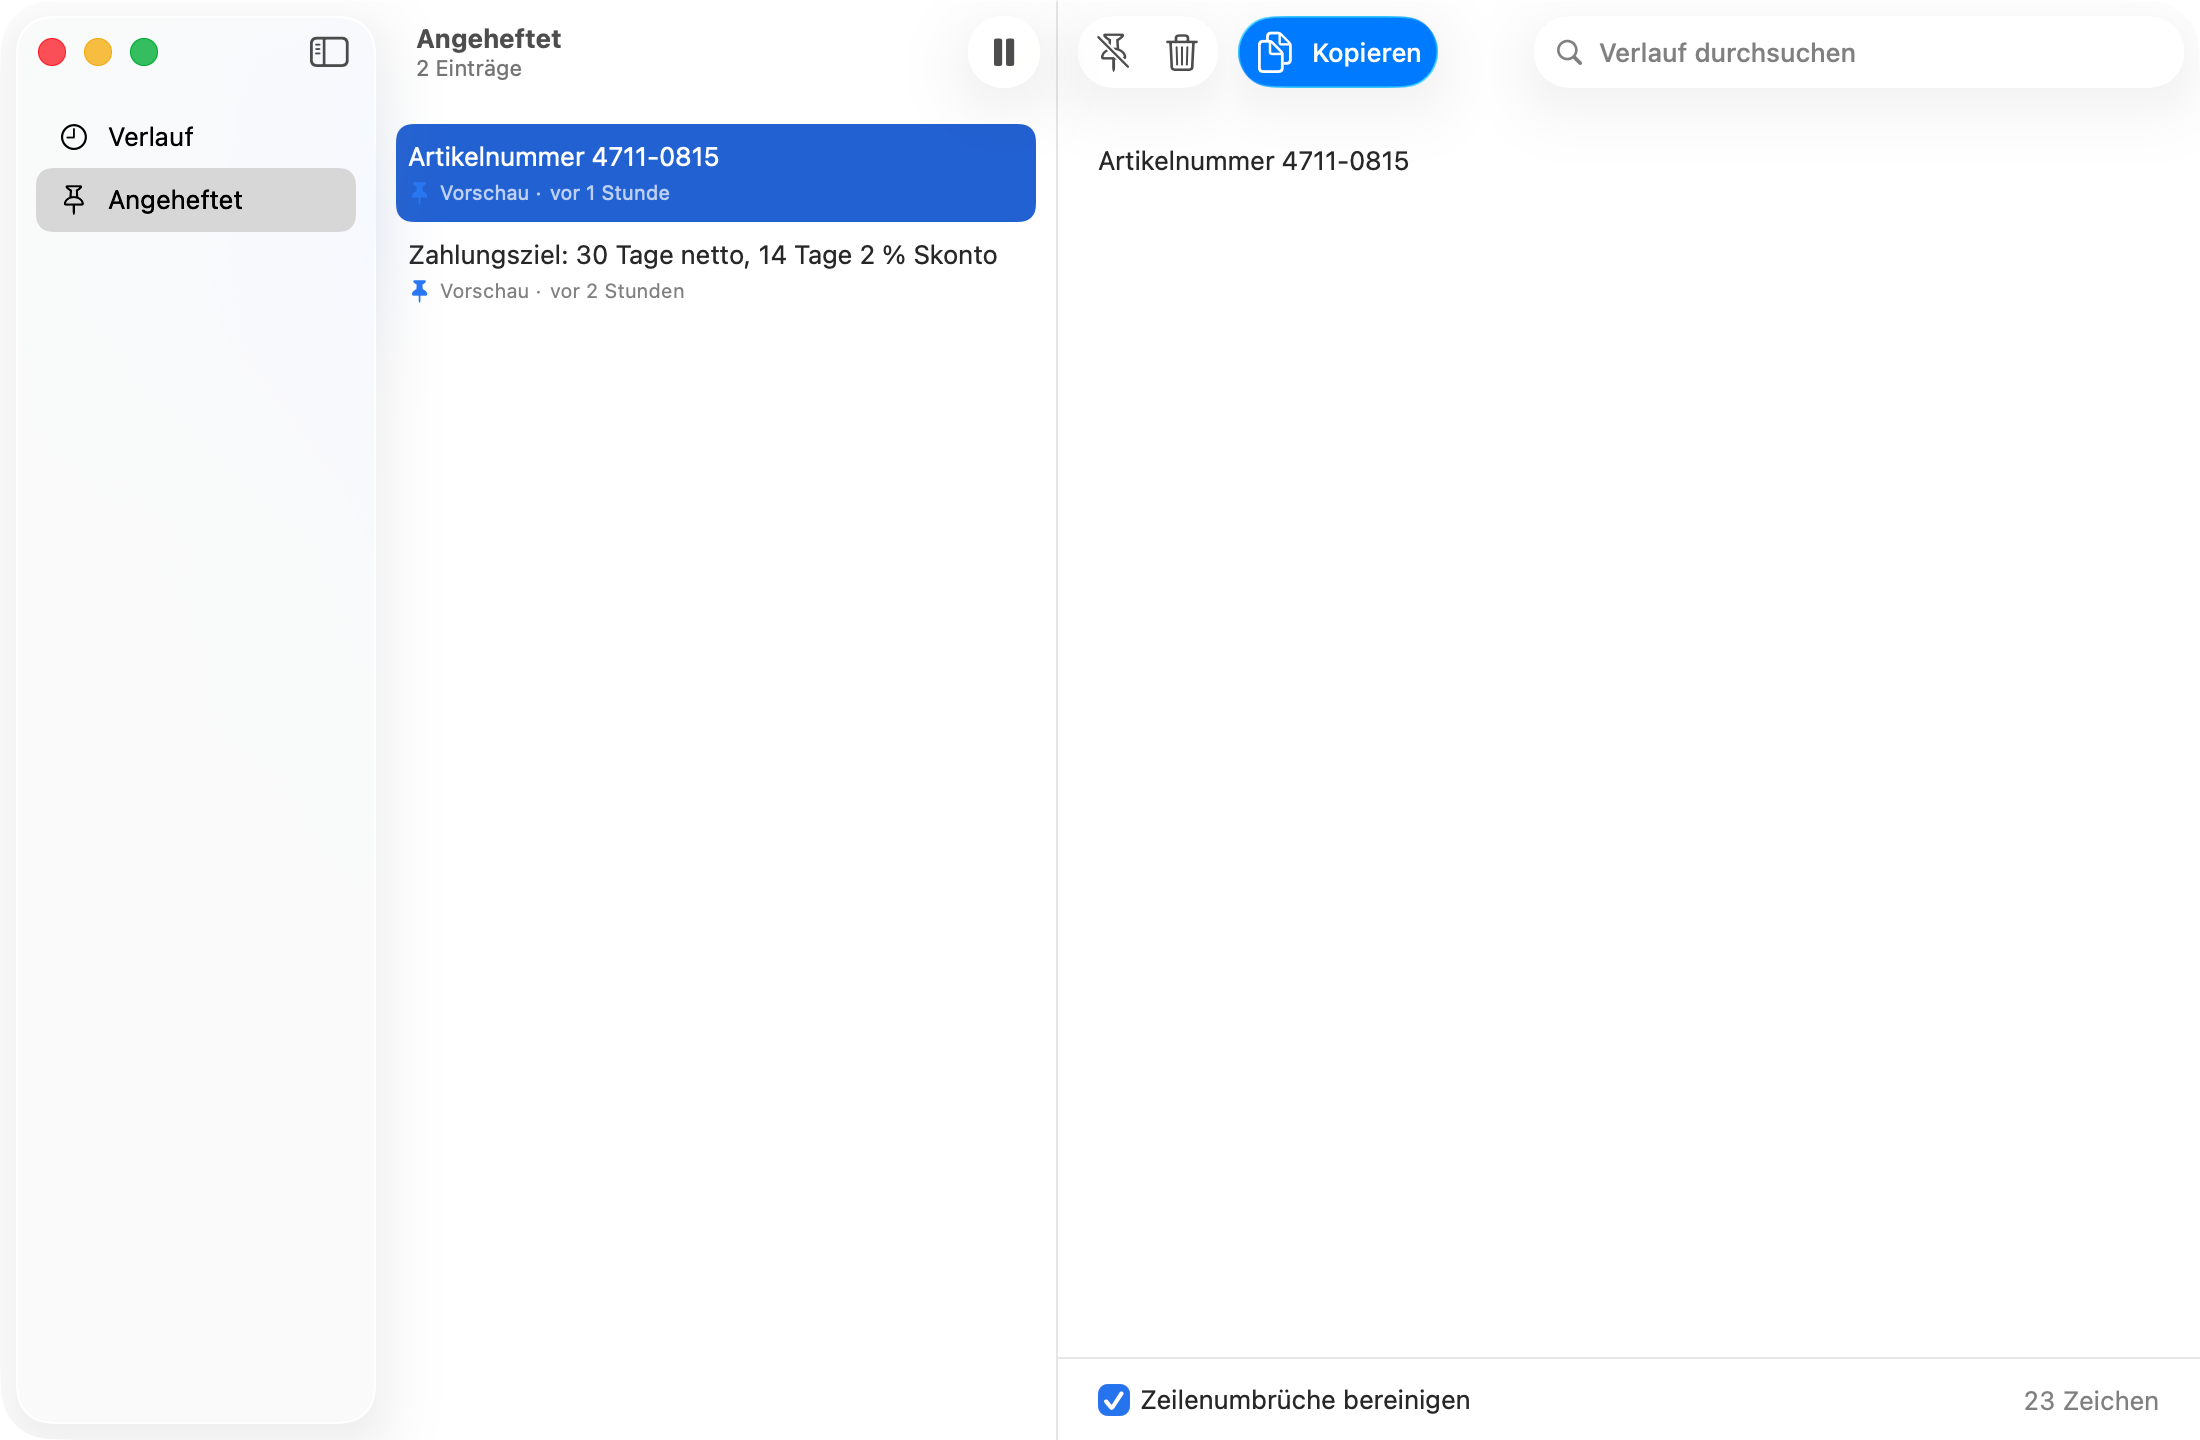 Verlauf
Angeheftet
Angeheftet
2 Einträge
Artikelnummer 4711-0815
Vorschau · vor 1 Stunde
Zahlungsziel: 30 Tage netto, 14 Tage 2 % Skonto
Vorschau · vor 2 Stunden
Kopieren
Verlauf durchsuchen
Artikelnummer 4711-0815
Zeilenumbrüche bereinigen
23 Zeichen